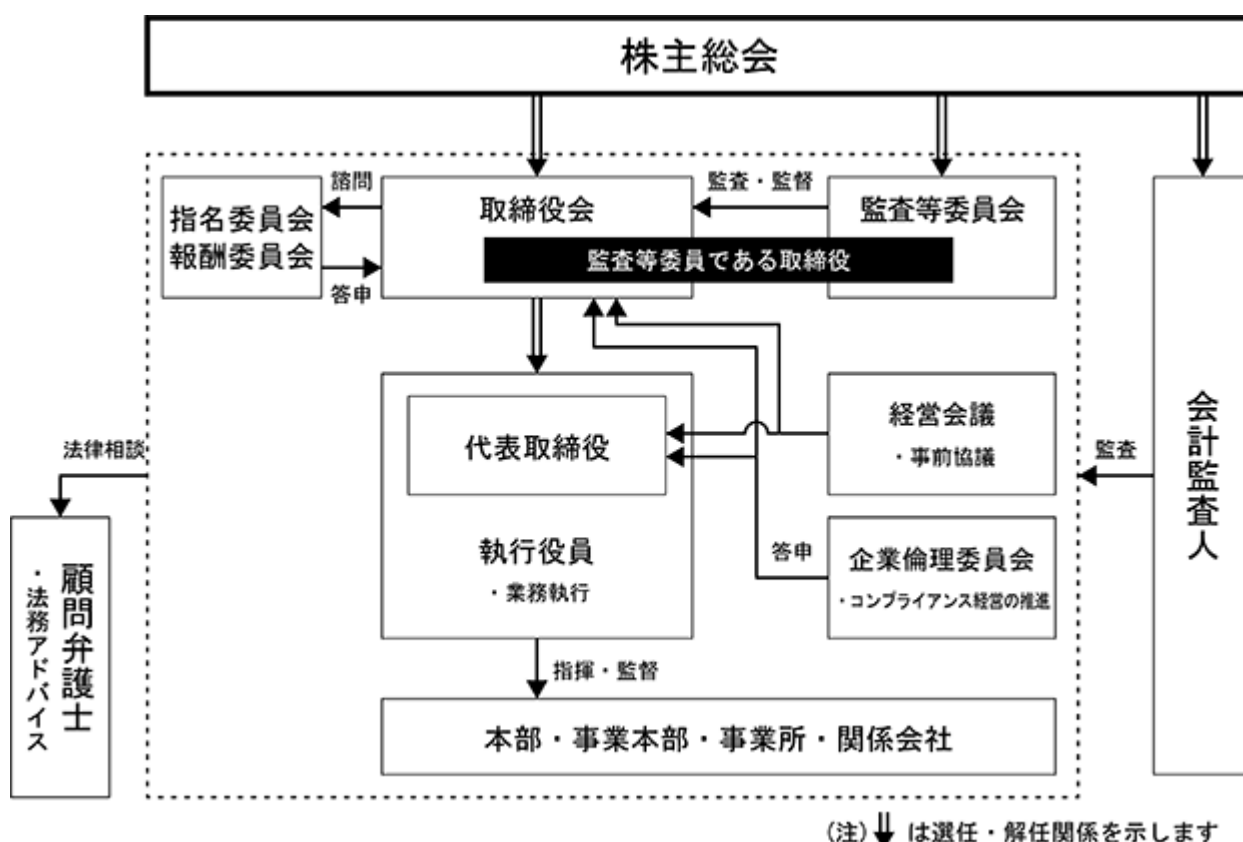 株主総会
諮問
指名委員会
報酬委員会
答申
取締役会
監査・監督
監査等委員会
監査等委員である取締役
代表取締役
執行役員
・業務執行
経営会議
・事前協議
答申
企業倫理委員会
・コンプライアンス経営の推進
監査
会計監査人
法律相談
顧問弁護士
・法務アドバイス
指揮・監督
本部・事業本部・事業所・関係会社
(注) は選任・解任関係を示します